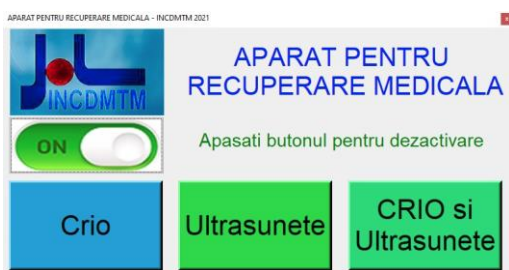 APARAT PENTRU RECUPERARE MEDICALA - INCDMTM 2021
INCDMTM
APARAT PENTRU
RECUPERARE MEDICALA
ON
Apasati butonul pentru dezactivare
Crio
Ultrasunete
CRIO si
Ultrasunete